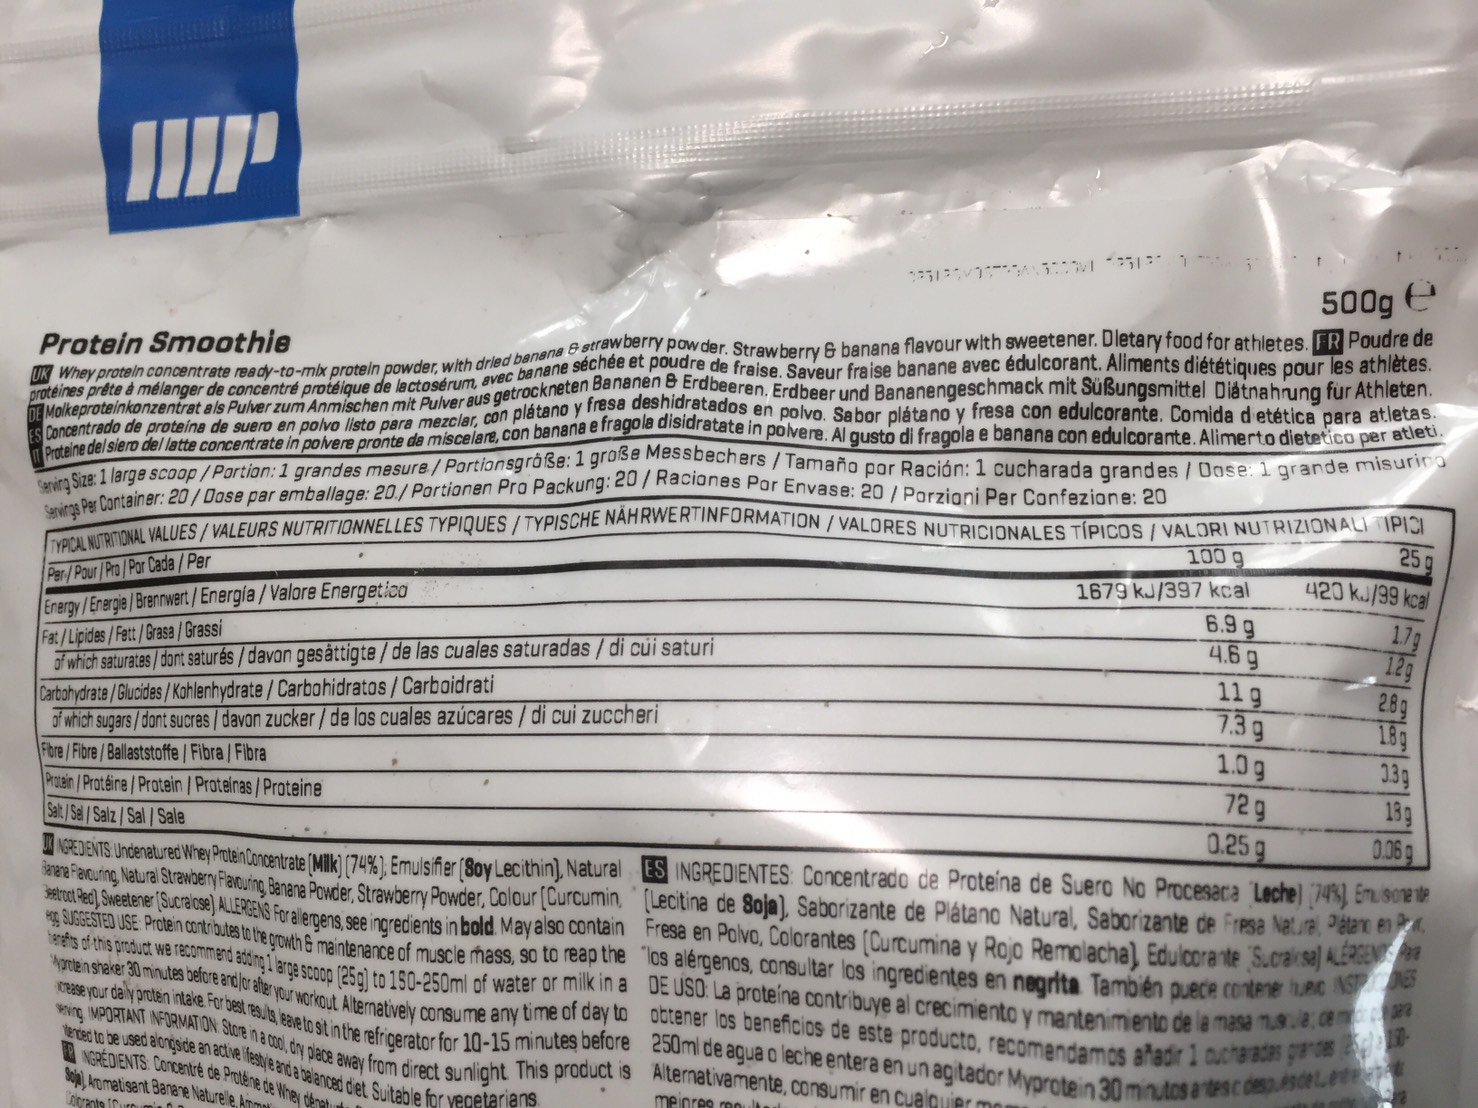 MP
500g ℮
Protein Smoothie
UK Whey protein concentrate ready-to-mix protein powder, with dried banana & strawberry powder. Strawberry & banana flavour with sweetener. Dietary food for athletes. FR Poudre de
protéines prête à mélanger de concentré protéique de lactosérum, avec banane séchée et poudre de fraise. Saveur fraise banane avec édulcorant. Aliments diététiques pour les athlètes.
DE Molkeproteinkonzentrat als Pulver zum Anmischen mit Pulver aus getrockneten Bananen & Erdbeeren. Erdbeer und Bananengeschmack mit Süßungsmittel Diätnahrung für Athleten.
ES Concentrado de proteína de suero en polvo listo para mezclar, con plátano y fresa deshidratados en polvo. Sabor plátano y fresa con edulcorante. Comida dietética para atletas.
IT Proteine del siero del latte concentrate in polvere pronte da miscelare, con banana e fragola disidratate in polvere. Al gusto di fragola e banana con edulcorante. Alimento dietetico per atleti.
Serving Size: 1 large scoop / Portion: 1 grandes mesure / Portionsgröße: 1 große Messbechers / Tamaño por Ración: 1 cucharada grandes / Dose: 1 grande misurino
Servings Per Container: 20 / Dose par emballage: 20 / Portionen Pro Packung: 20 / Raciones Por Envase: 20 / Porzioni Per Confezione: 20
TYPICAL NUTRITIONAL VALUES / VALEURS NUTRITIONNELLES TYPIQUES / TYPISCHE NÄHRWERTINFORMATION / VALORES NUTRICIONALES TÍPICOS / VALORI NUTRIZIONALI TIPICI
Per / Pour / Pro / Por Cada / Per 100 g 25 g
Energy / Energie / Brennwert / Energía / Valore Energetico 1679 kJ/397 kcal 420 kJ/99 kcal
Fat / Lipides / Fett / Grasa / Grassi 6.9 g 1.7 g
of which saturates / dont saturés / davon gesättigte / de las cuales saturadas / di cui saturi 4.6 g 1.2 g
Carbohydrate / Glucides / Kohlenhydrate / Carbohidratos / Carboidrati 11 g 2.8 g
of which sugars / dont sucres / davon zucker / de los cuales azúcares / di cui zuccheri 7.3 g 1.8 g
Fibre / Fibre / Ballaststoffe / Fibra / Fibra 1.0 g 0.3 g
Protein / Protéine / Protein / Proteínas / Proteine 72 g 18 g
Salt / Sel / Salz / Sal / Sale 0.25 g 0.06 g
UK INGREDIENTS: Undenatured Whey Protein Concentrate (Milk) (74%), Emulsifier (Soy Lecithin), Natural
Banana Flavouring, Natural Strawberry Flavouring, Banana Powder, Strawberry Powder, Colour (Curcumin,
Beetroot Red), Sweetener (Sucralose). ALLERGENS For allergens, see ingredients in bold. May also contain
egg. SUGGESTED USE: Protein contributes to the growth & maintenance of muscle mass, so to reap the
benefits of this product we recommend adding 1 large scoop (25g) to 150-250ml of water or milk in a
Myprotein shaker 30 minutes before and/or after your workout. Alternatively consume any time of day to
increase your daily protein intake. For best results, leave to sit in the refrigerator for 10-15 minutes before
serving. IMPORTANT INFORMATION: Store in a cool, dry place away from direct sunlight. This product is
intended to be used alongside an active lifestyle and a balanced diet. Suitable for vegetarians.
FR INGRÉDIENTS: Concentré de Protéine de Whey
Soja), Aromatisant Banane Naturelle,
ES INGREDIENTES: Concentrado de Proteína de Suero No Procesada (Leche) (74%),
(Lecitina de Soja), Saborizante de Plátano Natural, Saborizante de Fresa Natural, Plátano en
Fresa en Polvo, Colorantes (Curcumina y Rojo Remolacha), Edulcorante (Sucralosa) Para
los alérgenos, consultar los ingredientes en negrita. También puede contener huevo.
DE USO: La proteína contribuye al crecimiento y mantenimiento de la masa
obtener los beneficios de este producto, recomendamos añadir 1 cucharadas grandes
250ml de agua o leche entera en un agitador Myprotein 30 minutos antes
Alternativamente, consumir en cualquier
mejores